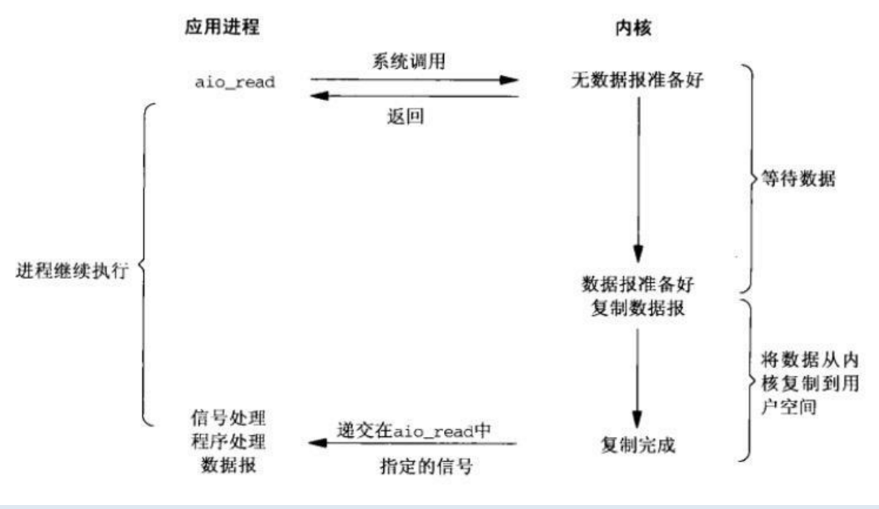 应用进程
内核
系统调用
aio_read
无数据报准备好
返回
等待数据
进程继续执行
数据报准备好
复制数据报
将数据从内
核复制到用
户空间
信号处理
程序处理
数据报
递交在aio_read中
指定的信号
复制完成